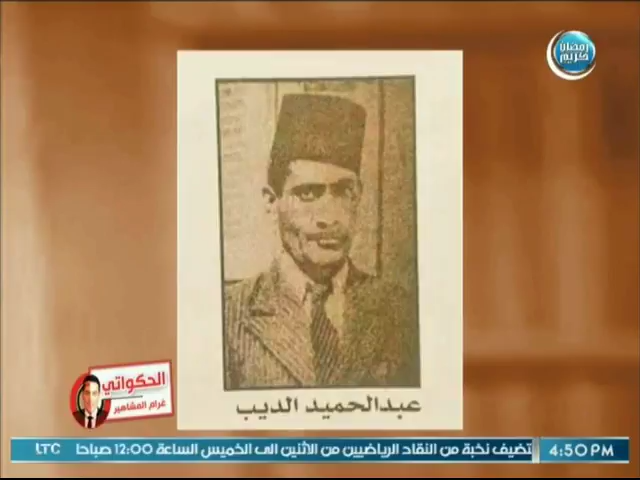 رمضان
كريم
عبدالحميد الديب
الحكواتي
غرام المشاهير
LTC تضيف نخبة من النقاد الرياضيين من الاثنين الى الخميس الساعة 12:00 صباحا
4:50 PM